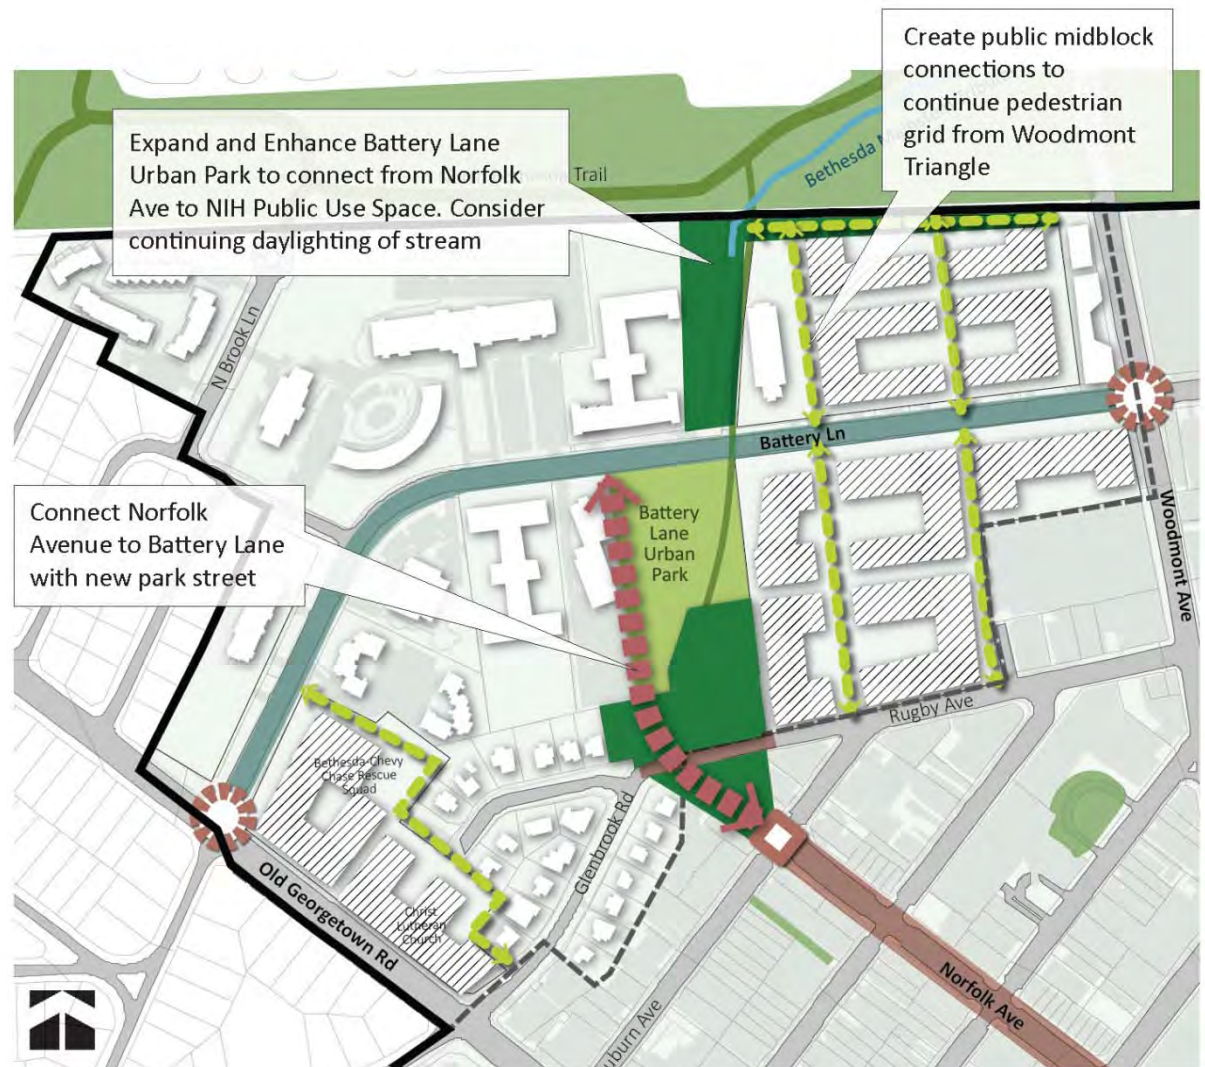 Create public midblock
connections to
continue pedestrian
grid from Woodmont
Triangle
Expand and Enhance Battery Lane
Urban Park to connect from Norfolk
Ave to NIH Public Use Space. Consider
continuing daylighting of stream
Trail
Bethesda
N Brook Ln
Battery Ln
Connect Norfolk
Avenue to Battery Lane
with new park street
Battery
Lane
Urban
Park
Woodmont Ave
Rugby Ave
Bethesda-Chevy
Chase Rescue
Squad
Glenbrook Rd
Old Georgetown Rd
Christ
Lutheran
Church
Norfolk Ave
uburn Ave